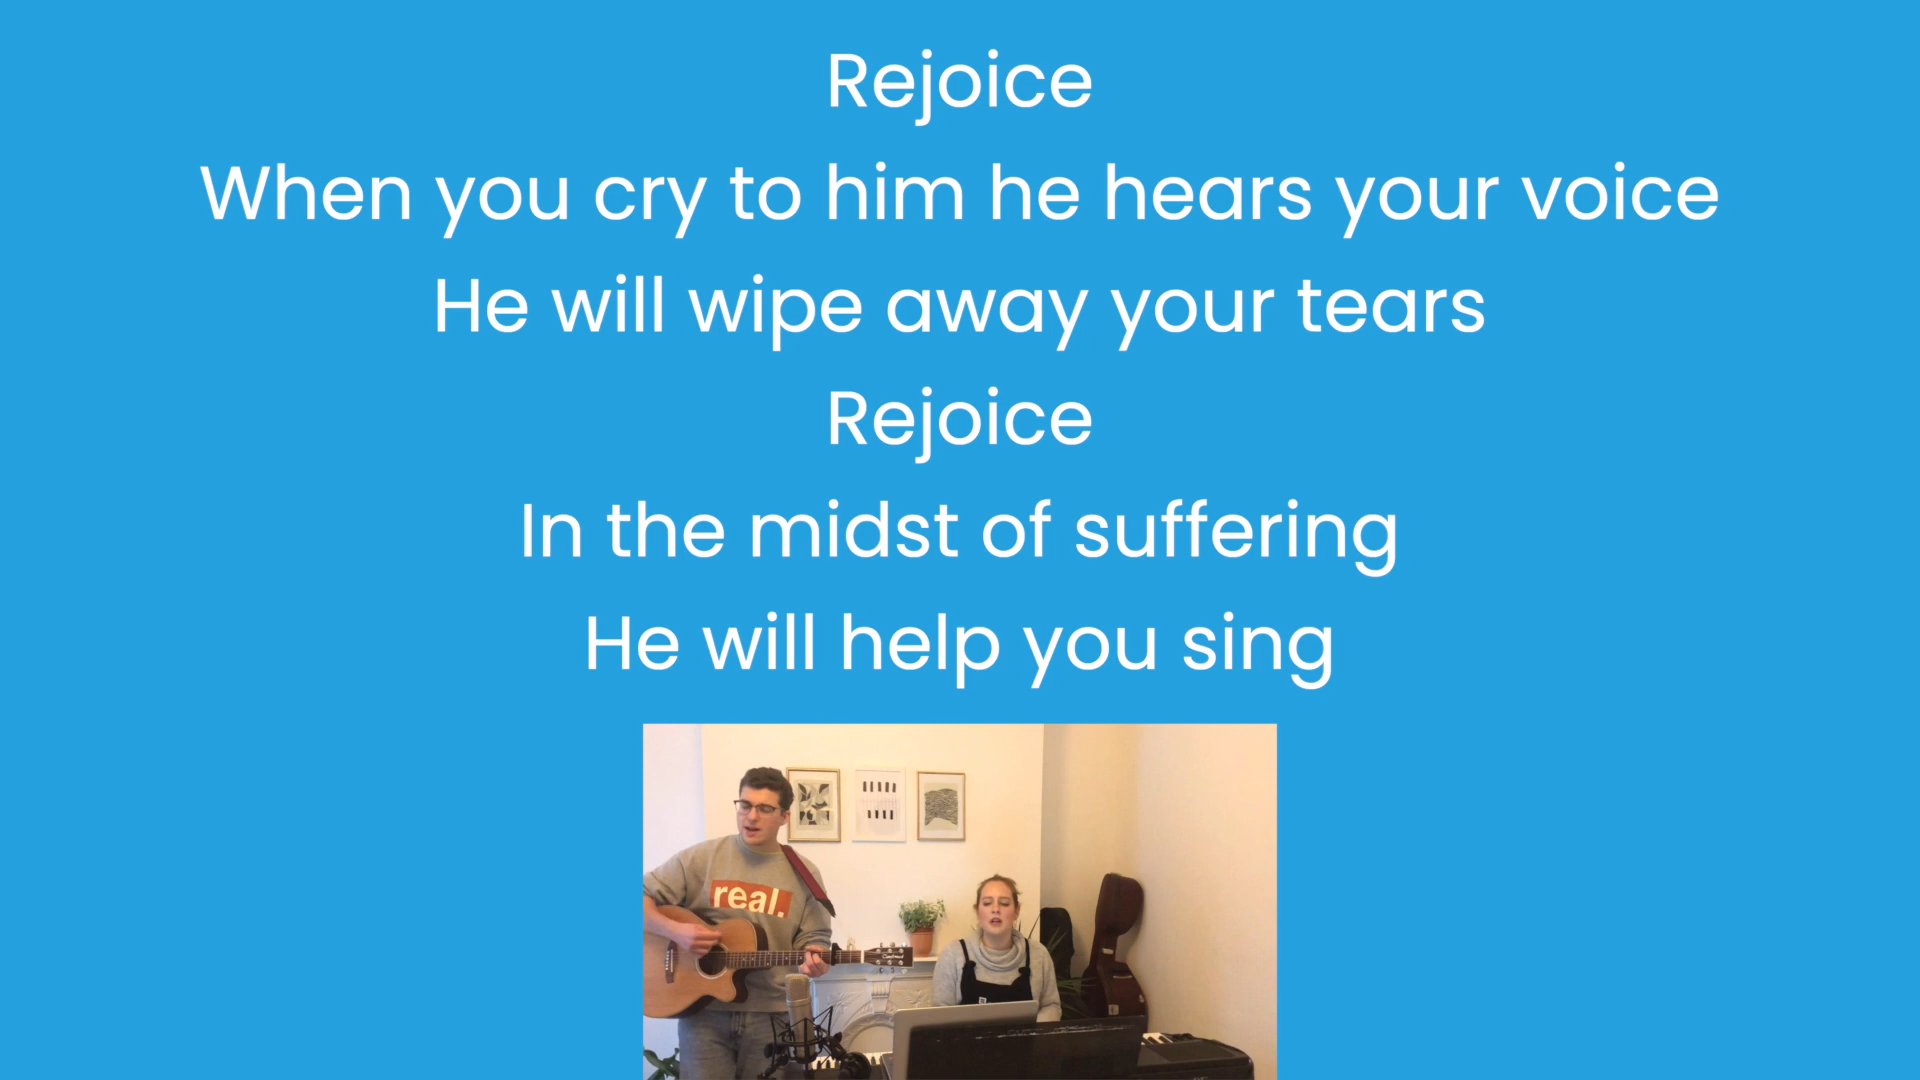 Rejoice
When you cry to him he hears your voice
He will wipe away your tears
Rejoice
In the midst of suffering
He will help you sing
real.